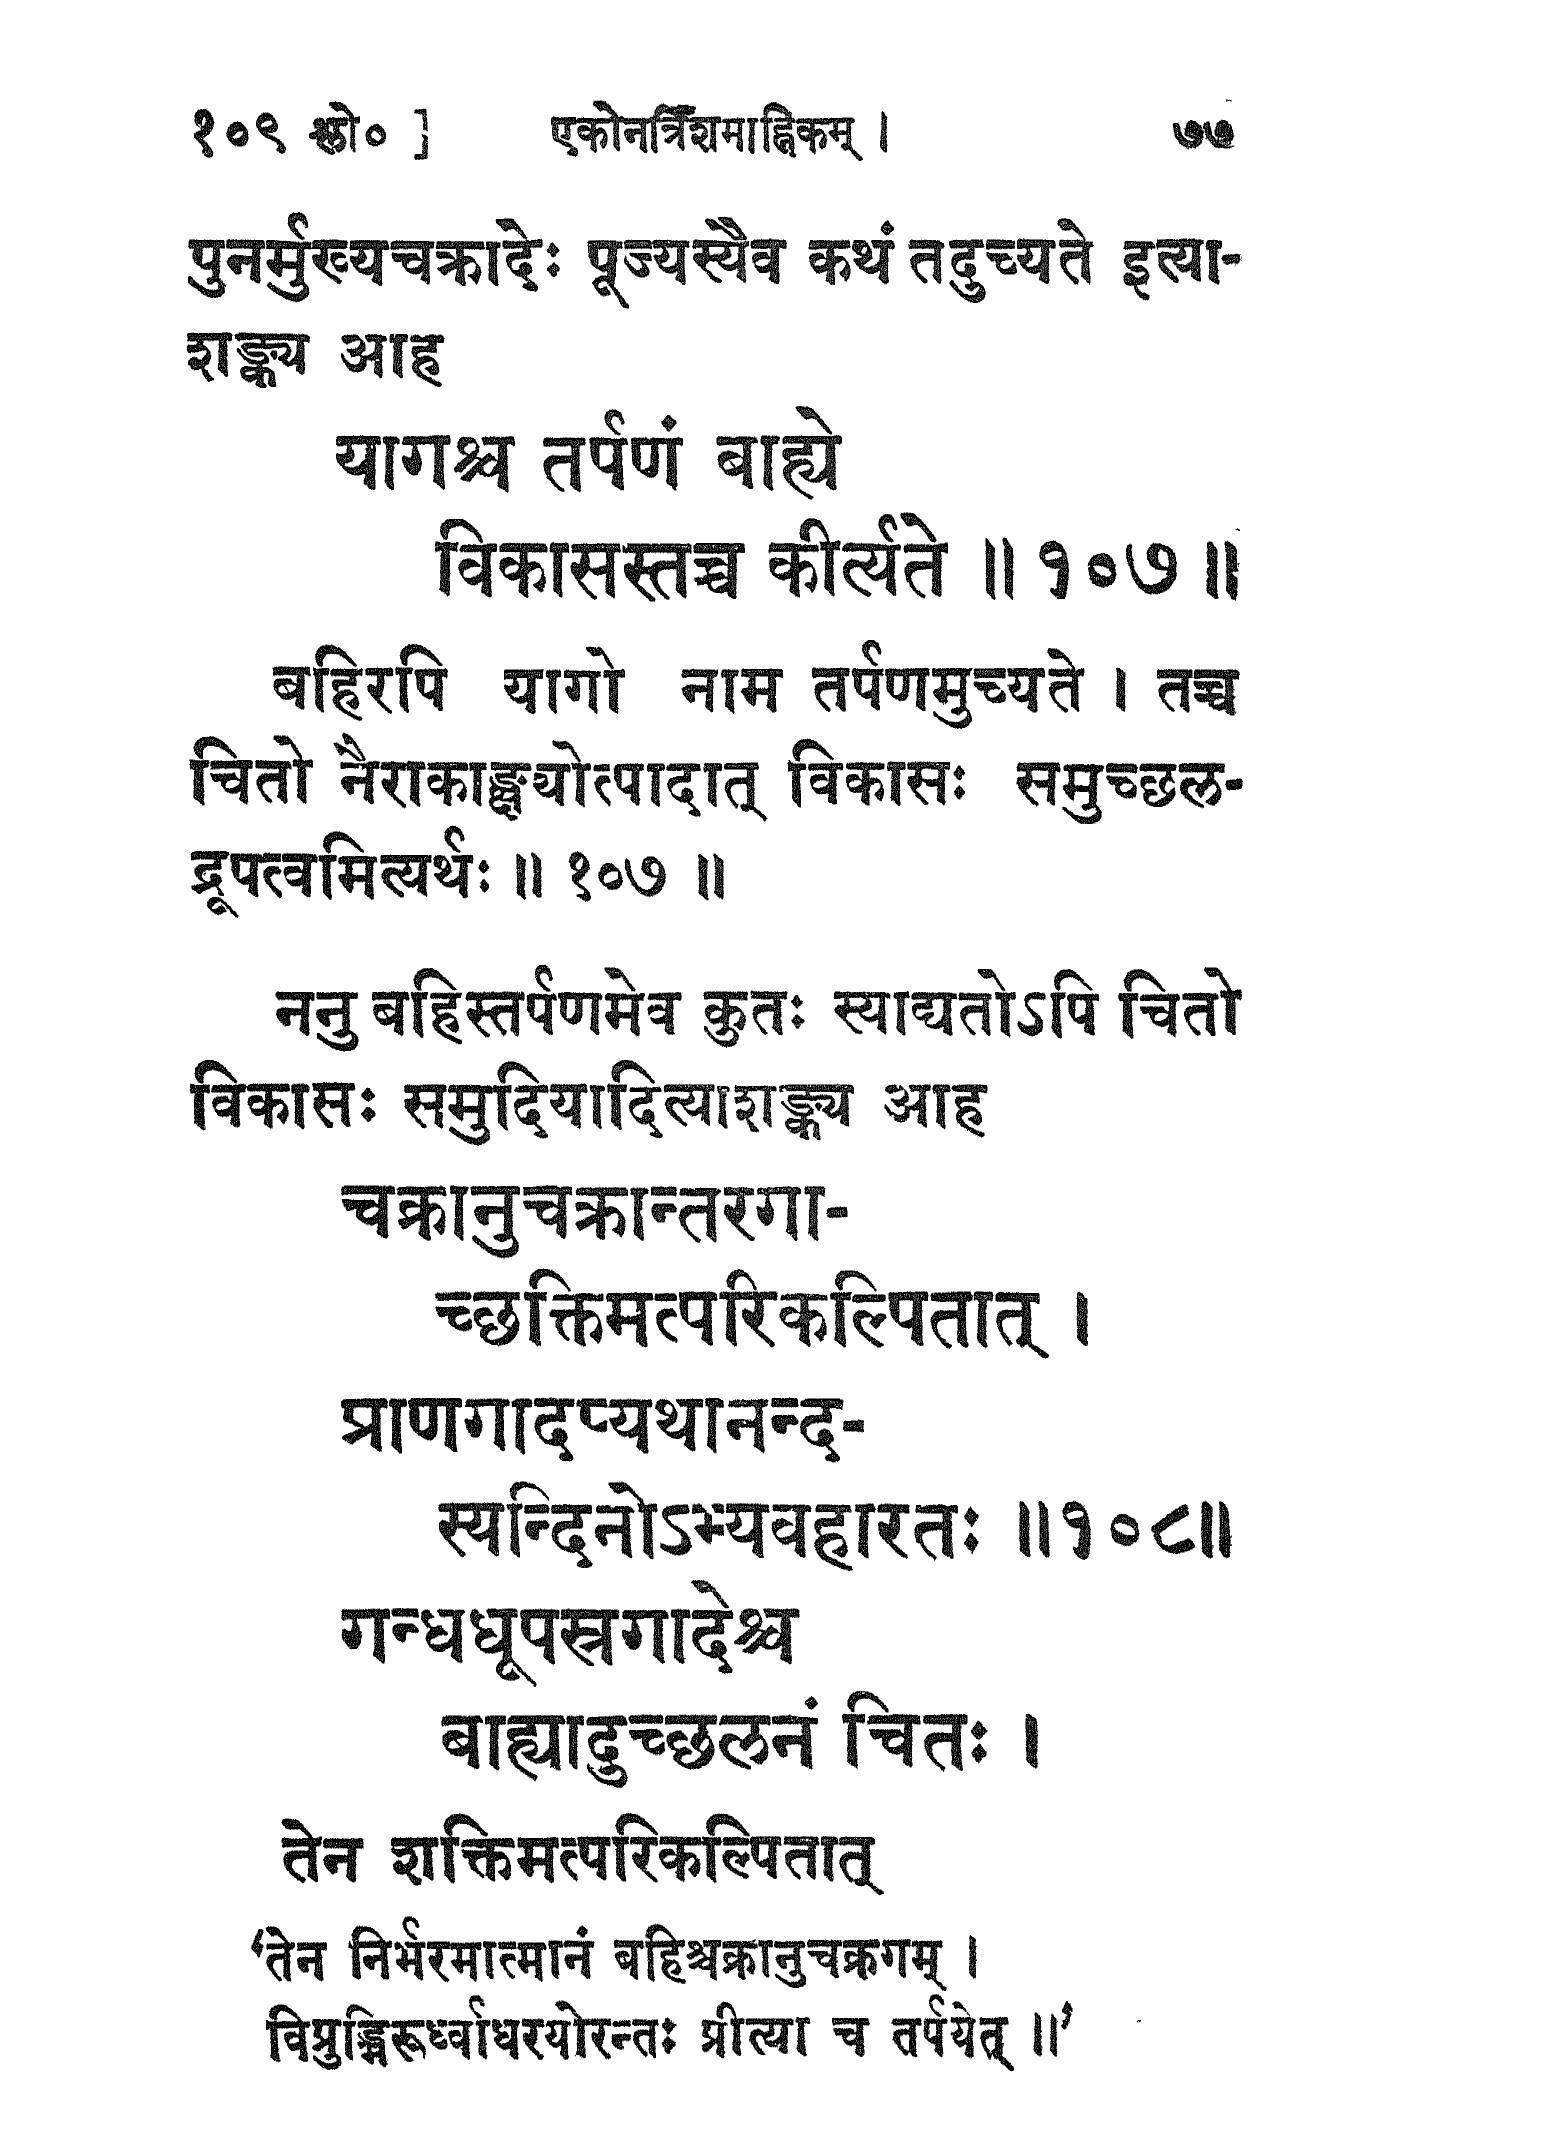 १०९ श्लो० ] एकोनत्रिंशमाह्निकम् । ७७
पुनर्मुख्यचक्रादेः पूज्यस्यैव कथं तदुच्यते इत्या-
शङ्क्य आह
यागश्च तर्पणं बाह्ये
विकासस्तच्च कीर्त्यते ॥ १०७ ॥
बहिरपि यागो नाम तर्पणमुच्यते । तच्च
चितो नैराकाङ्क्ष्योत्पादात् विकासः समुच्छल-
द्रूपत्वमित्यर्थः ॥ १०७ ॥
ननु बहिस्तर्पणमेव कुतः स्याद्यतोऽपि चितो
विकासः समुदियादित्याशङ्क्य आह
चक्रानुचक्रान्तरगा-
च्छक्तिमत्परिकल्पितात् ।
प्राणगादप्यथानन्द-
स्यन्दिनोऽभ्यवहारतः ॥१०८॥
गन्धधूपस्रगादेश्च
बाह्यादुच्छलनं चितः ।
तेन शक्तिमत्परिकल्पितात्
‘तेन निर्भरमात्मानं बहिश्चक्रानुचक्रगम् ।
विप्रुड्भिरूर्ध्वाधरयोरन्तः प्रीत्या च तर्पयेत् ॥’